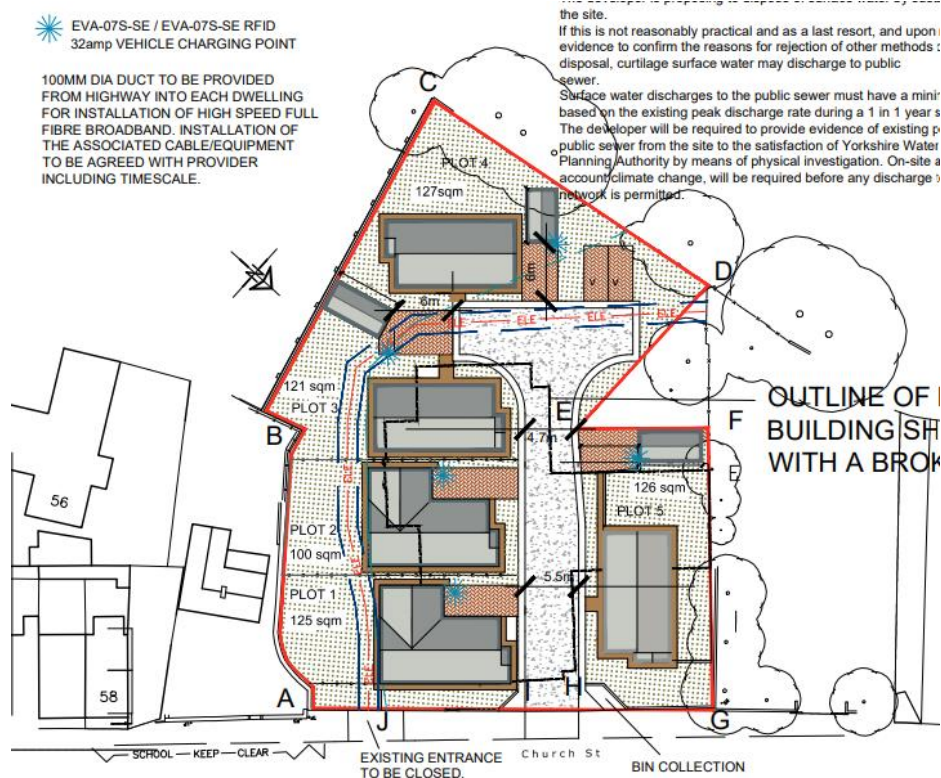 EVA-07S-SE / EVA-07S-SE RFID
32amp VEHICLE CHARGING POINT
100MM DIA DUCT TO BE PROVIDED
FROM HIGHWAY INTO EACH DWELLING
FOR INSTALLATION OF HIGH SPEED FULL
FIBRE BROADBAND. INSTALLATION OF
THE ASSOCIATED CABLE/EQUIPMENT
TO BE AGREED WITH PROVIDER
INCLUDING TIMESCALE.
the site.
If this is not reasonably practical and as a last resort, and upon
evidence to confirm the reasons for rejection of other methods
disposal, curtilage surface water may discharge to public
sewer.
Surface water discharges to the public sewer must have a
based on the existing peak discharge rate during a 1 in 1 year
The developer will be required to provide evidence of existing
public sewer from the site to the satisfaction of Yorkshire Water
Planning Authority by means of physical investigation. On-site
account climate change, will be required before any discharge
network is permitted.
C
PLOT 4
127sqm
D
6m
6m
v v
ELE
ELE
ELE
121 sqm
PLOT 3
B
E
4.7m
F
OUTLINE OF
BUILDING
WITH A
E
126 sqm
PLOT 5
ELE
56
PLOT 2
100 sqm
ELE
5.5m
PLOT 1
125 sqm
58
A
J
H
G
ELE
SCHOOL KEEP CLEAR
EXISTING ENTRANCE
TO BE CLOSED.
Church St
BIN COLLECTION